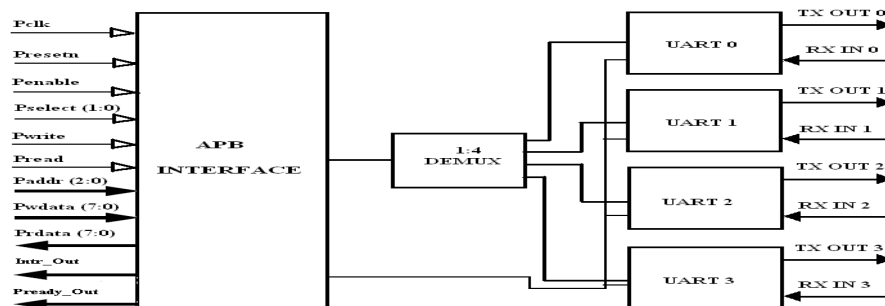 Pclk
Presetn
Penable
Pselect (1:0)
Pwrite
Pread
Paddr (2:0)
Pwdata (7:0)
Prdata (7:0)
Intr_Out
Pready_Out
APB
INTERFACE
1:4
DEMUX
UART 0
TX OUT 0
RX IN 0
UART 1
TX OUT 1
RX IN 1
UART 2
TX OUT 2
RX IN 2
UART 3
TX OUT 3
RX IN 3